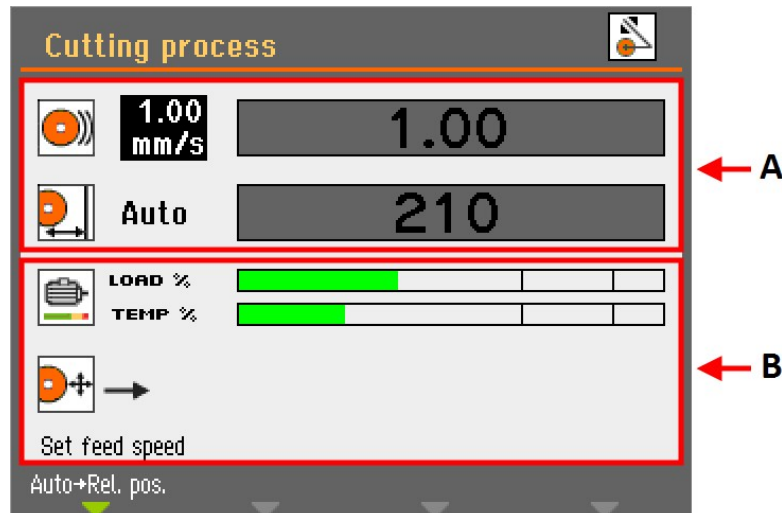 Cutting process
1.00
mm/s
1.00
A
Auto
210
LOAD %
TEMP %
B
Set feed speed
Auto→Rel. pos.